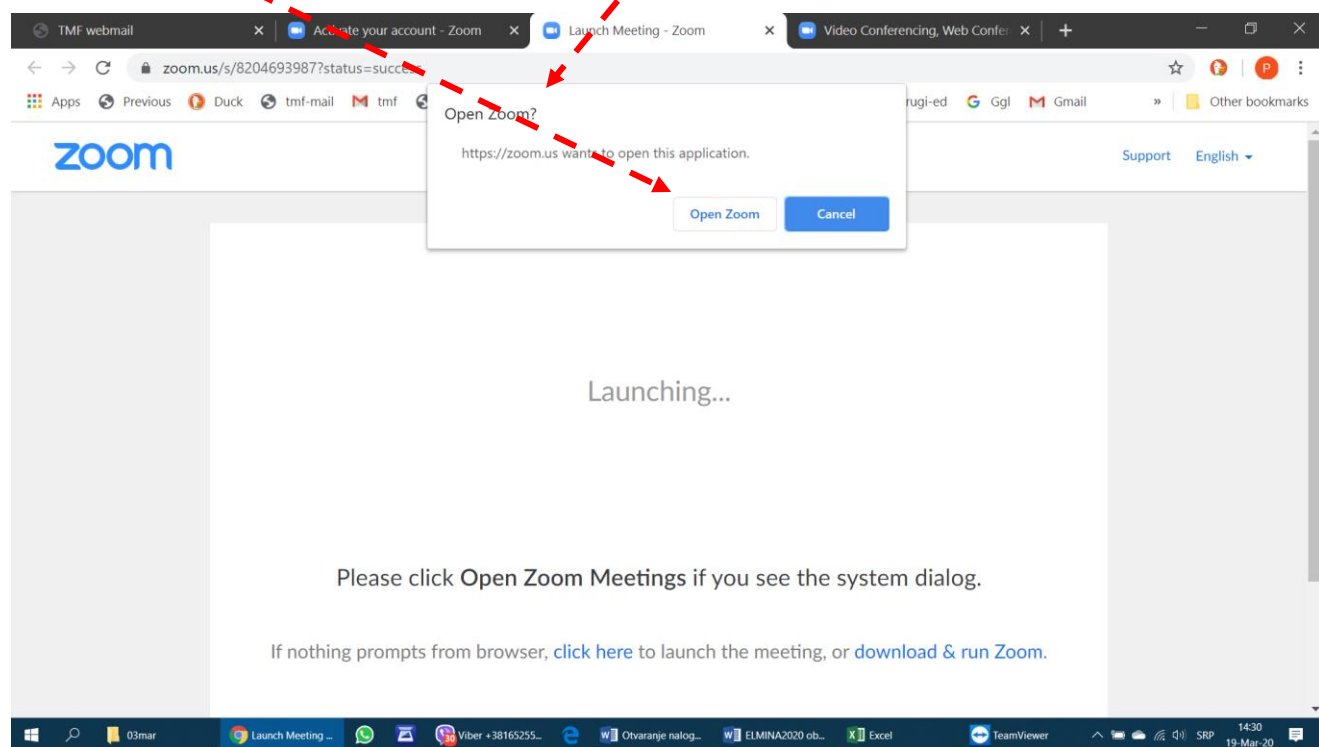 TMF webmail
Activate your account - Zoom
Launch Meeting - Zoom
Video Conferencing, Web Confer
zoom.us/s/8204693987?status=success
P
Apps
Previous
Duck
tmf-mail
tmf
rugi-ed
Ggl
Gmail
»
Other bookmarks
Open Zoom?
https://zoom.us wants to open this application.
Open Zoom
Cancel
zoom
Support
English
Launching...
Please click Open Zoom Meetings if you see the system dialog.
If nothing prompts from browser, click here to launch the meeting, or download & run Zoom.
03mar
Launch Meeting ...
30
Viber +38165255...
Otvaranje nalog...
ELMINA2020 ob...
Excel
TeamViewer
SRP
14:30
19-Mar-20